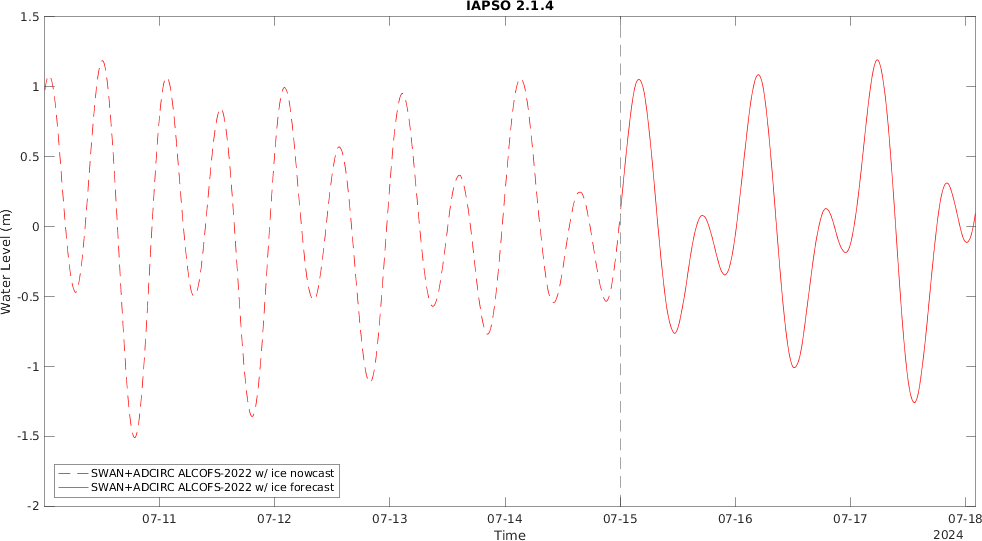 IAPSO 2.1.4
1.5
1
0.5
0
-0.5
-1
-1.5
-2
Water Level (m)
SWAN+ADCIRC ALCOFS-2022 w/ ice nowcast
SWAN+ADCIRC ALCOFS-2022 w/ ice forecast
07-11 07-12 07-13 07-14 07-15 07-16 07-17 07-18
Time
2024